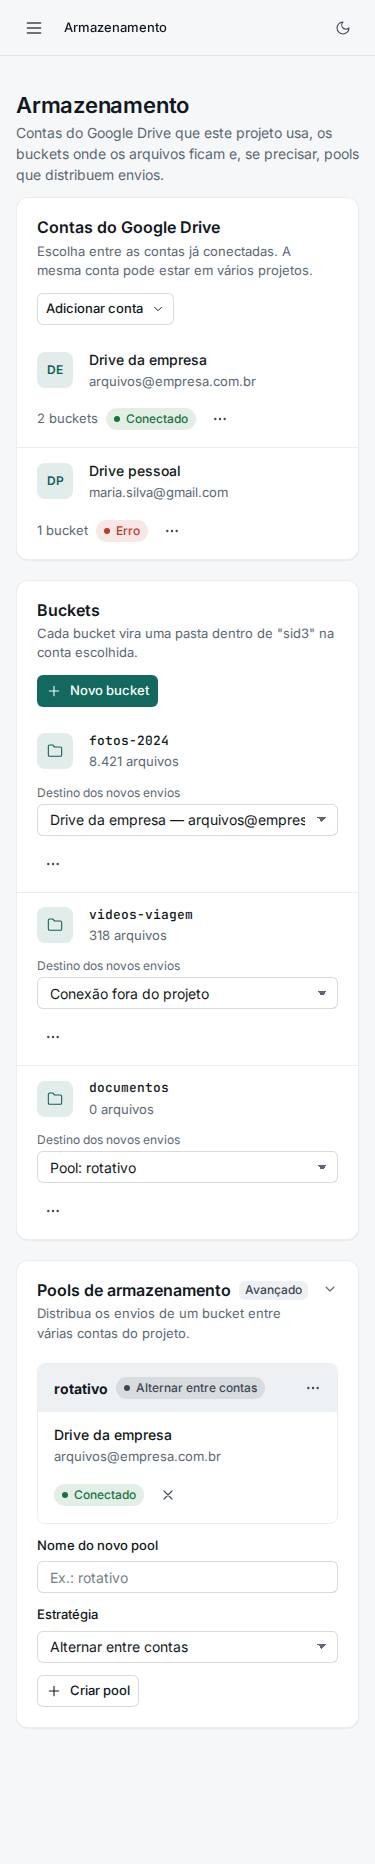 Armazenamento
Armazenamento
Contas do Google Drive que este projeto usa, os
buckets onde os arquivos ficam e, se precisar, pools
que distribuem envios.
Contas do Google Drive
Escolha entre as contas já conectadas. A
mesma conta pode estar em vários projetos.
Adicionar conta
DE
Drive da empresa
arquivos@empresa.com.br
2 buckets
Conectado
DP
Drive pessoal
maria.silva@gmail.com
1 bucket
Erro
Buckets
Cada bucket vira uma pasta dentro de "sid3" na
conta escolhida.
Novo bucket
fotos-2024
8.421 arquivos
Destino dos novos envios
Drive da empresa — arquivos@empres
videos-viagem
318 arquivos
Destino dos novos envios
Conexão fora do projeto
documentos
0 arquivos
Destino dos novos envios
Pool: rotativo
Pools de armazenamento
Avançado
Distribua os envios de um bucket entre
várias contas do projeto.
rotativo
Alternar entre contas
Drive da empresa
arquivos@empresa.com.br
Conectado
Nome do novo pool
Ex.: rotativo
Estratégia
Alternar entre contas
Criar pool